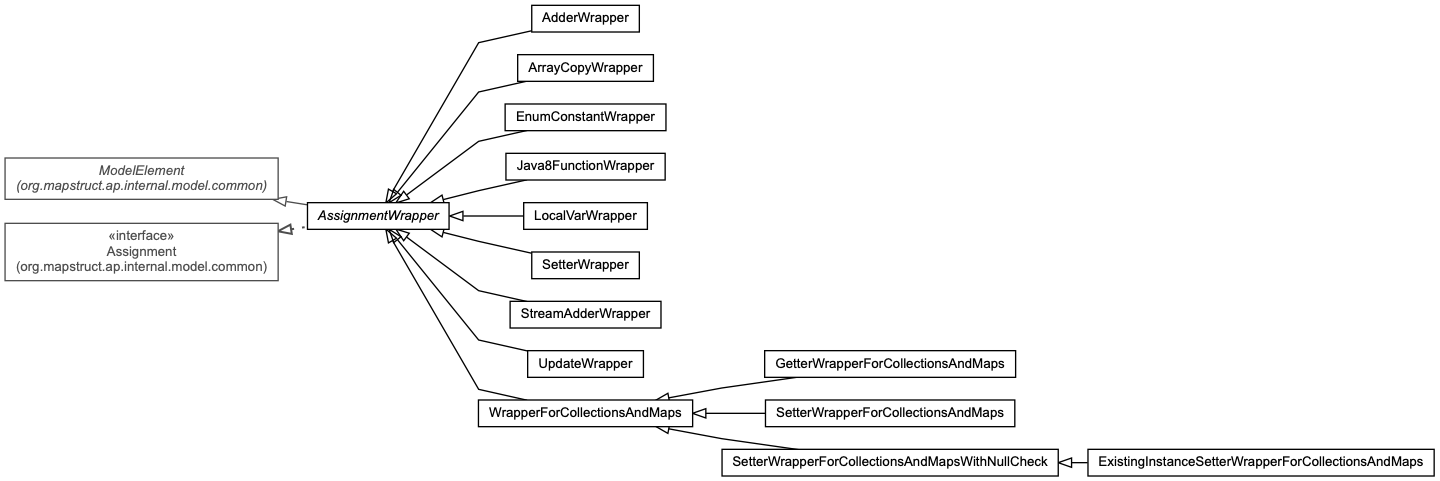 AdderWrapper
ArrayCopyWrapper
EnumConstantWrapper
Java8FunctionWrapper
ModelElement
(org.mapstruct.ap.internal.model.common)
AssignmentWrapper
LocalVarWrapper
«interface»
Assignment
(org.mapstruct.ap.internal.model.common)
SetterWrapper
StreamAdderWrapper
UpdateWrapper
GetterWrapperForCollectionsAndMaps
WrapperForCollectionsAndMaps
SetterWrapperForCollectionsAndMaps
SetterWrapperForCollectionsAndMapsWithNullCheck
ExistingInstanceSetterWrapperForCollectionsAndMaps